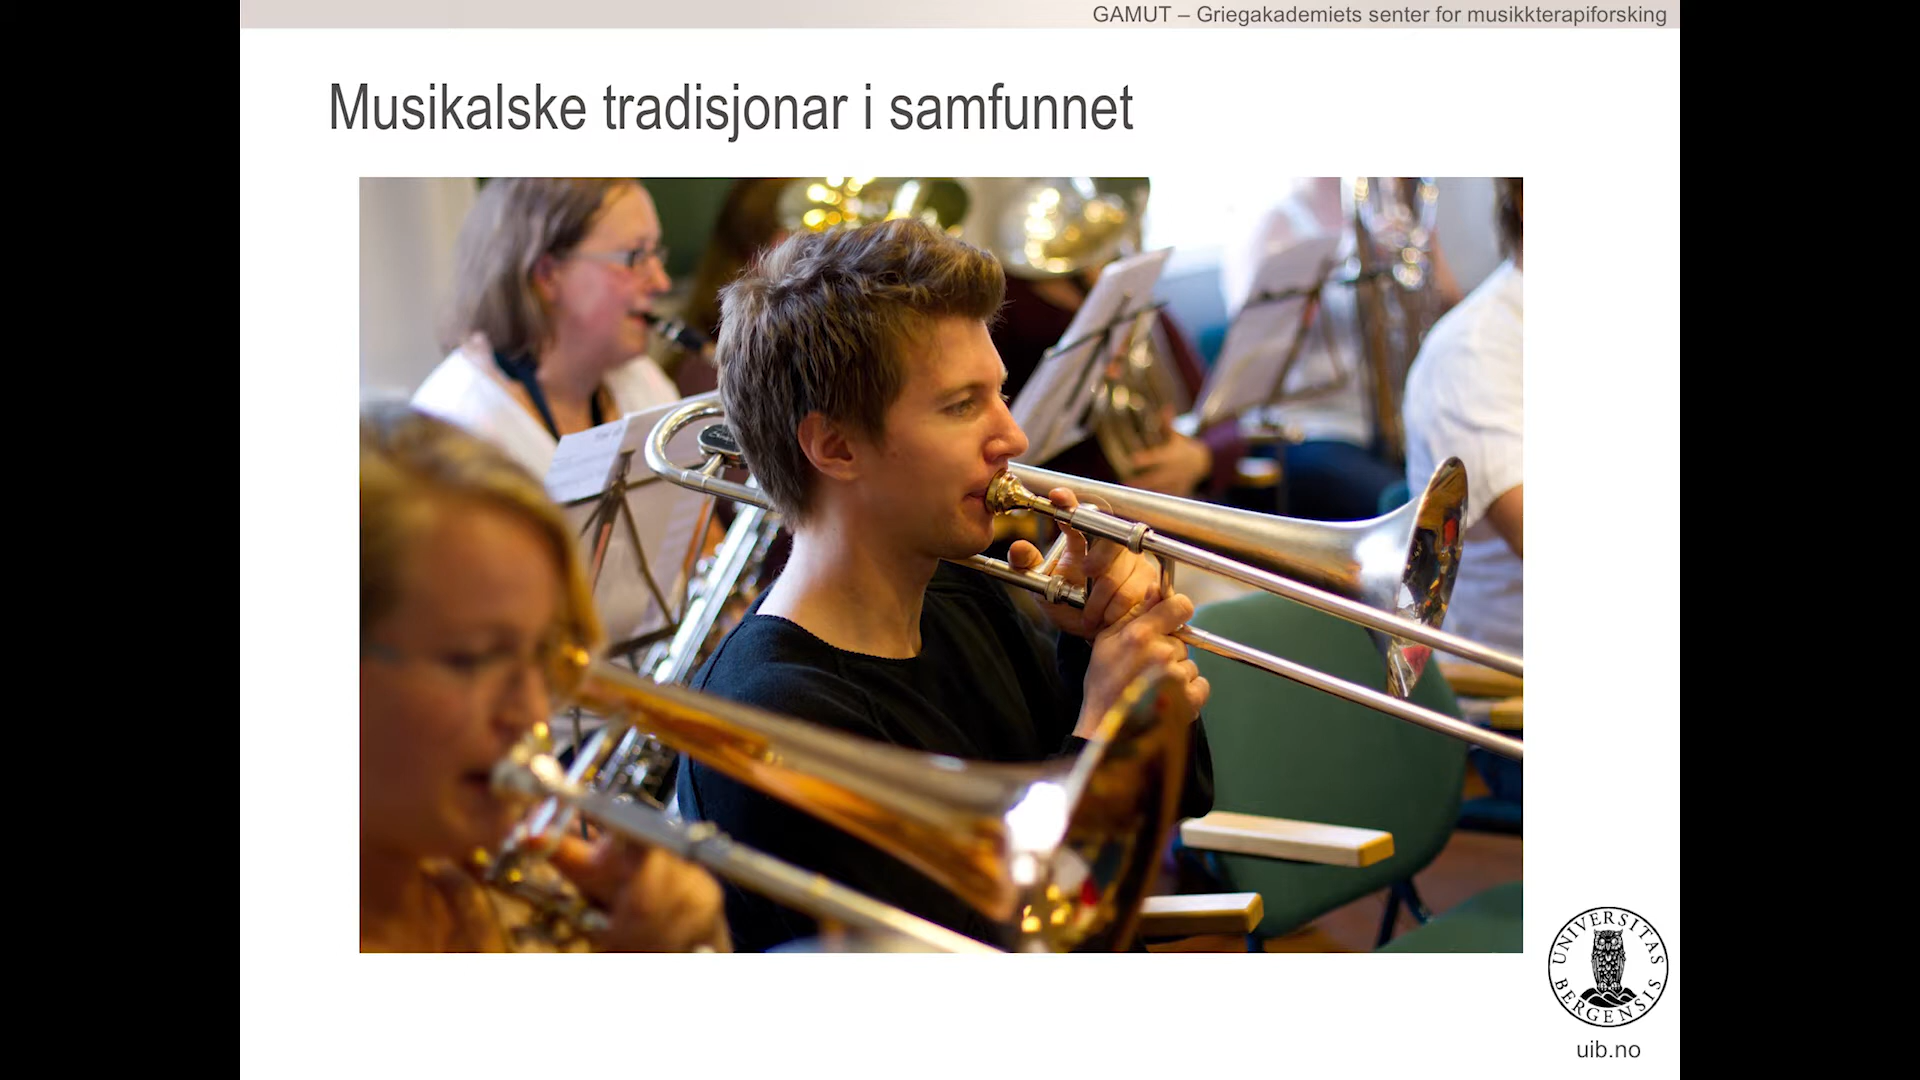 GAMUT – Griegakademiets senter for musikkterapiforsking
Musikalske tradisjonar i samfunnet
UNIVERSITAS BERGENSIS
uib.no